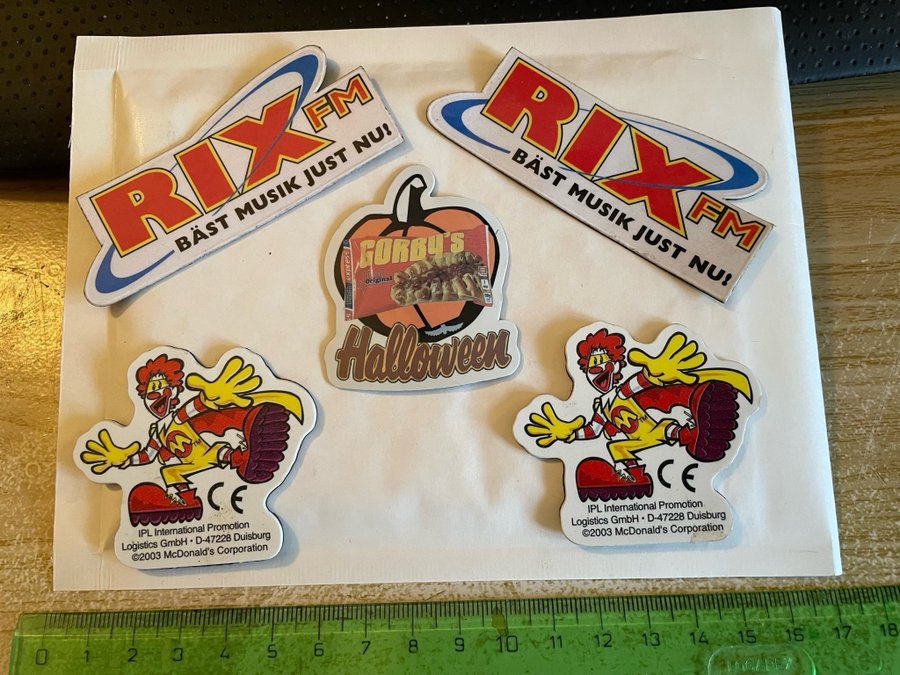 RIX FM
BÄST MUSIK JUST NU!
RIX FM
BÄST MUSIK JUST NU!
GORBY'S
express
Original
Halloween
M
CE
IPL International Promotion
Logistics GmbH • D-47228 Duisburg
©2003 McDonald's Corporation
M
CE
IPL International Promotion
Logistics GmbH • D-47228 Duisburg
©2003 McDonald's Corporation
0 1 2 3 4 5 6 7 8 9 10 11 12 13 14 15 16 17 18